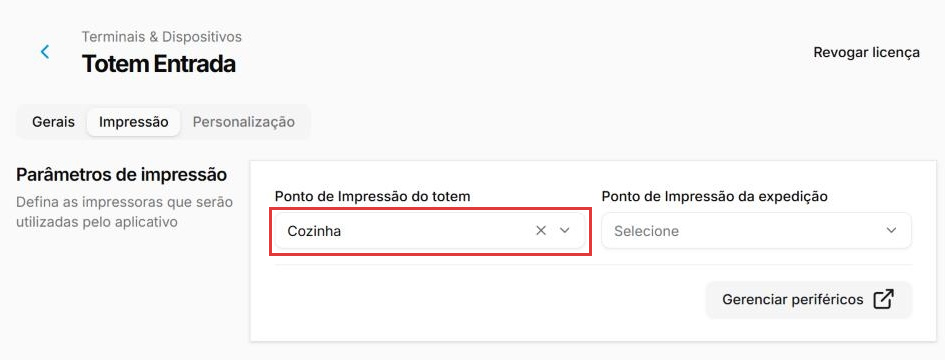 Terminais & Dispositivos
Totem Entrada
Revogar licença
Gerais
Impressão
Personalização
Parâmetros de impressão
Defina as impressoras que serão
utilizadas pelo aplicativo
Ponto de Impressão do totem
Cozinha
Ponto de Impressão da expedição
Selecione
Gerenciar periféricos